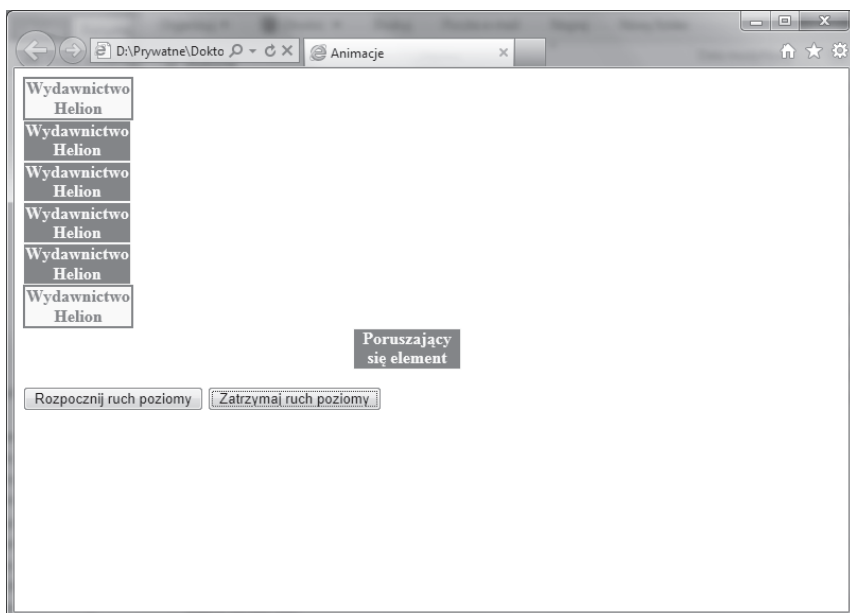 D:\Prywatne\Dokto
Animacje
Wydawnictwo
Helion
Wydawnictwo
Helion
Wydawnictwo
Helion
Wydawnictwo
Helion
Wydawnictwo
Helion
Wydawnictwo
Helion
Poruszający
się element
Rozpocznij ruch poziomy
Zatrzymaj ruch poziomy